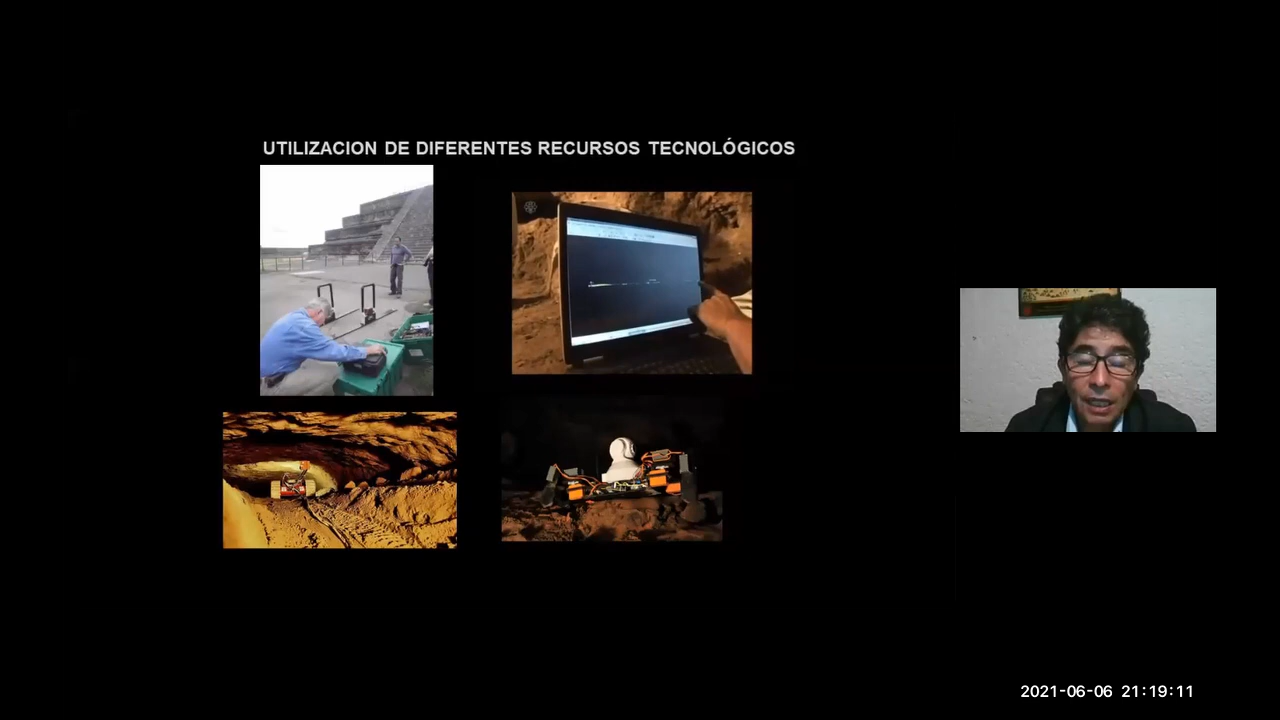 UTILIZACION DE DIFERENTES RECURSOS TECNOLÓGICOS
2021-06-06 21:19:11